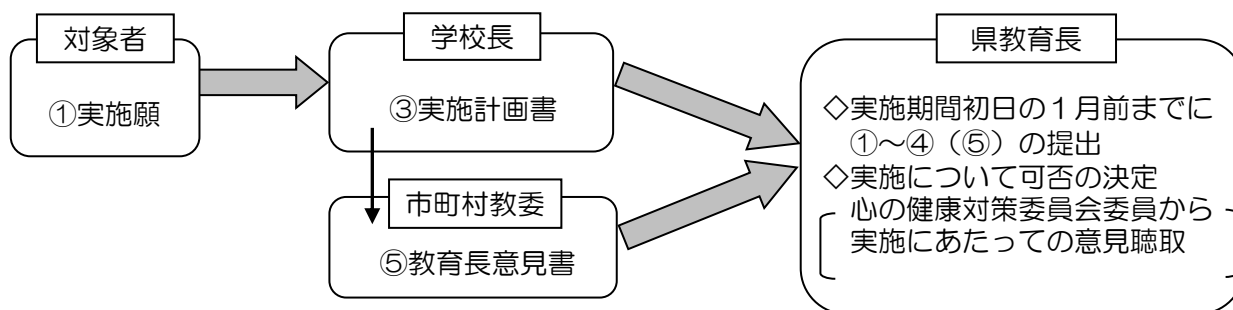 対象者
①実施願
学校長
③実施計画書
市町村教委
⑤教育長意見書
県教育長
◇実施期間初日の1月前までに
①~④(⑤)の提出
◇実施について可否の決定
心の健康対策委員会委員から
実施にあたっての意見聴取